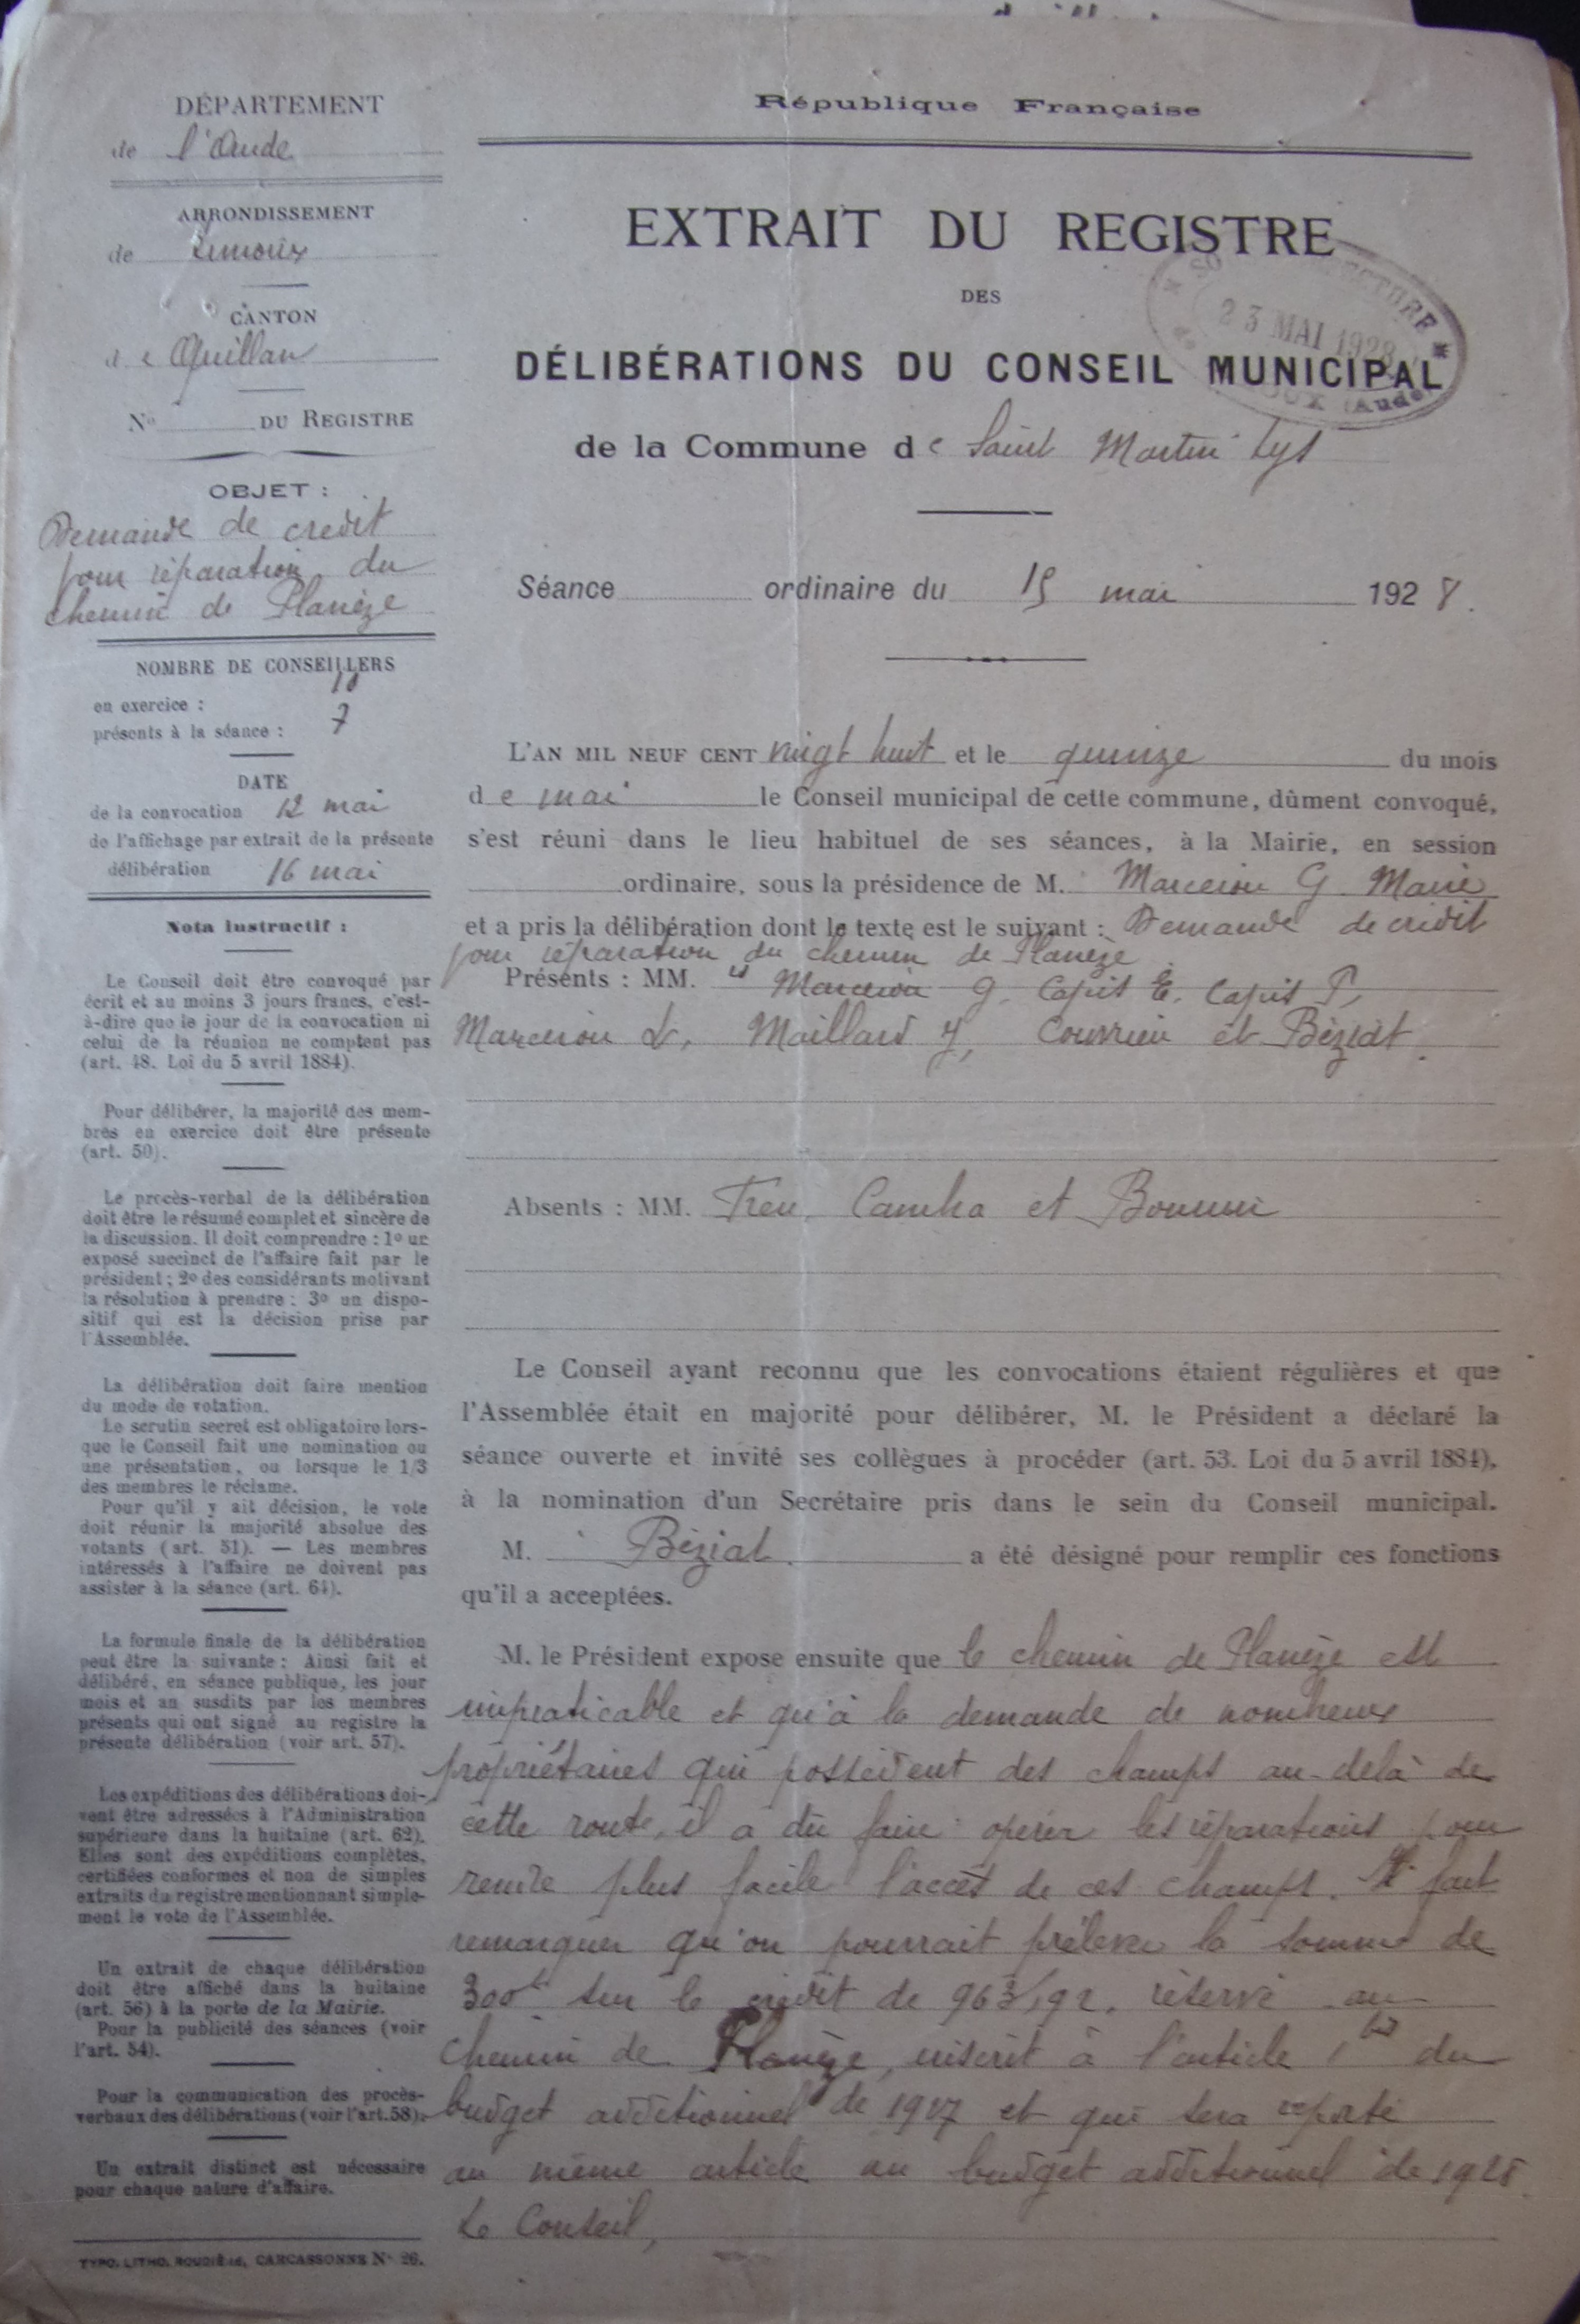 DÉPARTEMENT
de l'Aude
ARRONDISSEMENT
de Limoux
CANTON
de Quillan
No DU REGISTRE
OBJET :
Demande de crédit
pour réparation du
chemin de Planèze
NOMBRE DE CONSEILLERS
en exercice : 10
présents à la séance : 7
DATE
de la convocation 12 mai
de l'affichage par extrait de la présente
délibération 16 mai
Nota Instructif :
Le Conseil doit être convoqué par
écrit et au moins 3 jours francs, c'est-
à-dire que le jour de la convocation ni
celui de la réunion ne comptent pas
(art. 48. Loi du 5 avril 1884).
Pour délibérer, la majorité des mem-
bres en exercice doit être présente
(art. 50).
Le procès-verbal de la délibération
doit être le résumé complet et sincère de
la discussion. Il doit comprendre : 1o un
exposé succinct de l'affaire fait par le
président ; 2o des considérants motivant
la résolution à prendre : 3o un dispo-
sitif qui est la décision prise par
l'Assemblée.
La délibération doit faire mention
du mode de votation.
Le scrutin secret est obligatoire lors-
que le Conseil fait une nomination ou
une présentation, ou lorsque le 1/3
des membres le réclame.
Pour qu'il y ait décision, le vote
doit réunir la majorité absolue des
votants (art. 51). — Les membres
intéressés à l'affaire ne doivent pas
assister à la séance (art. 64).
La formule finale de la délibération
peut être la suivante : Ainsi fait et
délibéré, en séance publique, les jour
mois et an susdits par les membres
présents qui ont signé au registre la
présente délibération (voir art. 57).
Les expéditions des délibérations doi-
vent être adressées à l'Administration
supérieure dans la huitaine (art. 62).
Elles sont des expéditions complètes,
certifiées conformes et non de simples
extraits du registre mentionnant simple-
ment le vote de l'Assemblée.
Un extrait de chaque délibération
doit être affiché dans la huitaine
(art. 56) à la porte de la Mairie.
Pour la publicité des séances (voir
l'art. 54).
Pour la communication des procès-
verbaux des délibérations (voir l'art. 58).
Un extrait distinct est nécessaire
pour chaque nature d'affaire.
TYPO. LITHO. ROUDIÈRE, CARCASSONNE No 26.
République Française
EXTRAIT DU REGISTRE
DES
DÉLIBÉRATIONS DU CONSEIL MUNICIPAL
23 MAI 1928
(Aude)
de la Commune de Saint Martin Lys
Séance ordinaire du 15 mai 1928.
L'AN MIL NEUF CENT vingt huit et le quinze du mois
de mai le Conseil municipal de cette commune, dûment convoqué,
s'est réuni dans le lieu habituel de ses séances, à la Mairie, en session
ordinaire, sous la présidence de M. Marcerou G. Maire
et a pris la délibération dont le texte est le suivant : Demande de crédit
pour réparation du chemin de Planèze
Présents : MM. Marcerou G. Capis E. Capis P,
Marcerou L, Maillard J, Couvrieu et Béziat.
Absents : MM. Treu, et
Le Conseil ayant reconnu que les convocations étaient régulières et que
l'Assemblée était en majorité pour délibérer, M. le Président a déclaré la
séance ouverte et invité ses collègues à procéder (art. 53. Loi du 5 avril 1884),
à la nomination d'un Secrétaire pris dans le sein du Conseil municipal.
M. Béziat. a été désigné pour remplir ces fonctions
qu'il a acceptées.
M. le Président expose ensuite que le chemin de Planèze est
impraticable et qu'à la demande de nombreux
propriétaires qui possèdent des champs au-delà de
cette route, il a dû faire opérer les réparations pour
rendre plus facile l'accès de ces champs. Il fait
remarquer qu'on pourrait prélever la somme de
300f sur le crédit de 963,92, réservé au
chemin de Planèze, inscrit à l'article 1er du
budget additionnel de 1927 et qui sera reporté
au même article au budget additionnel de 1928.
Le Conseil,